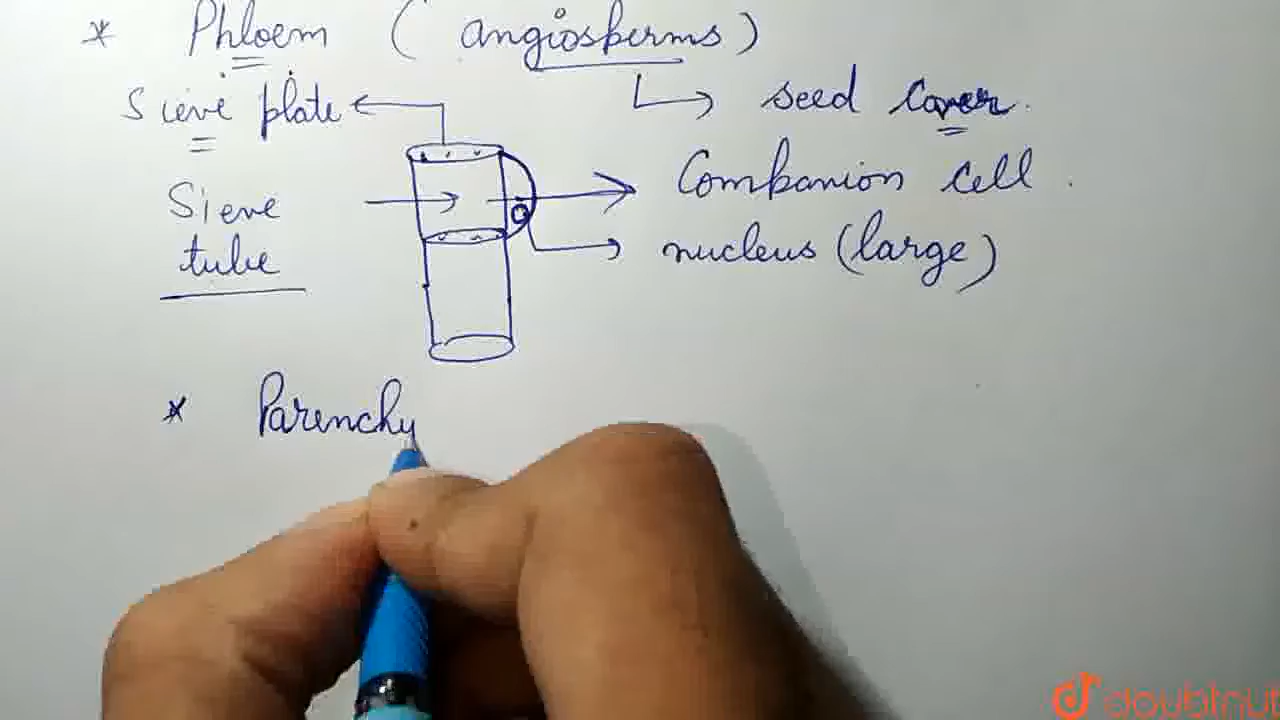 * Phloem (angiosperms)
Sieve plate
seed cover.
Sieve tube
Companion cell.
nucleus (large)
* Parenchy
doubtnut